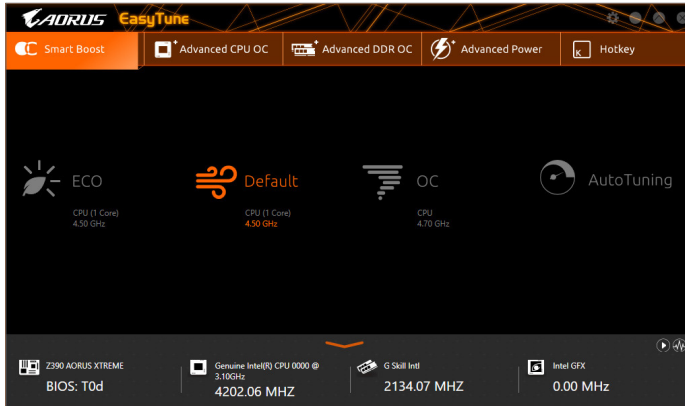 AORUS EasyTune
Smart Boost
Advanced CPU OC
Advanced DDR OC
Advanced Power
K
Hotkey
ECO
CPU (1 Core)
4.50 GHz
Default
CPU (1 Core)
4.50 GHz
OC
CPU
4.70 GHz
AutoTuning
Z390 AORUS XTREME
BIOS: T0d
Genuine Intel(R) CPU 0000 @
3.10GHz
4202.06 MHZ
G Skill Intl
2134.07 MHZ
Intel GFX
0.00 MHz